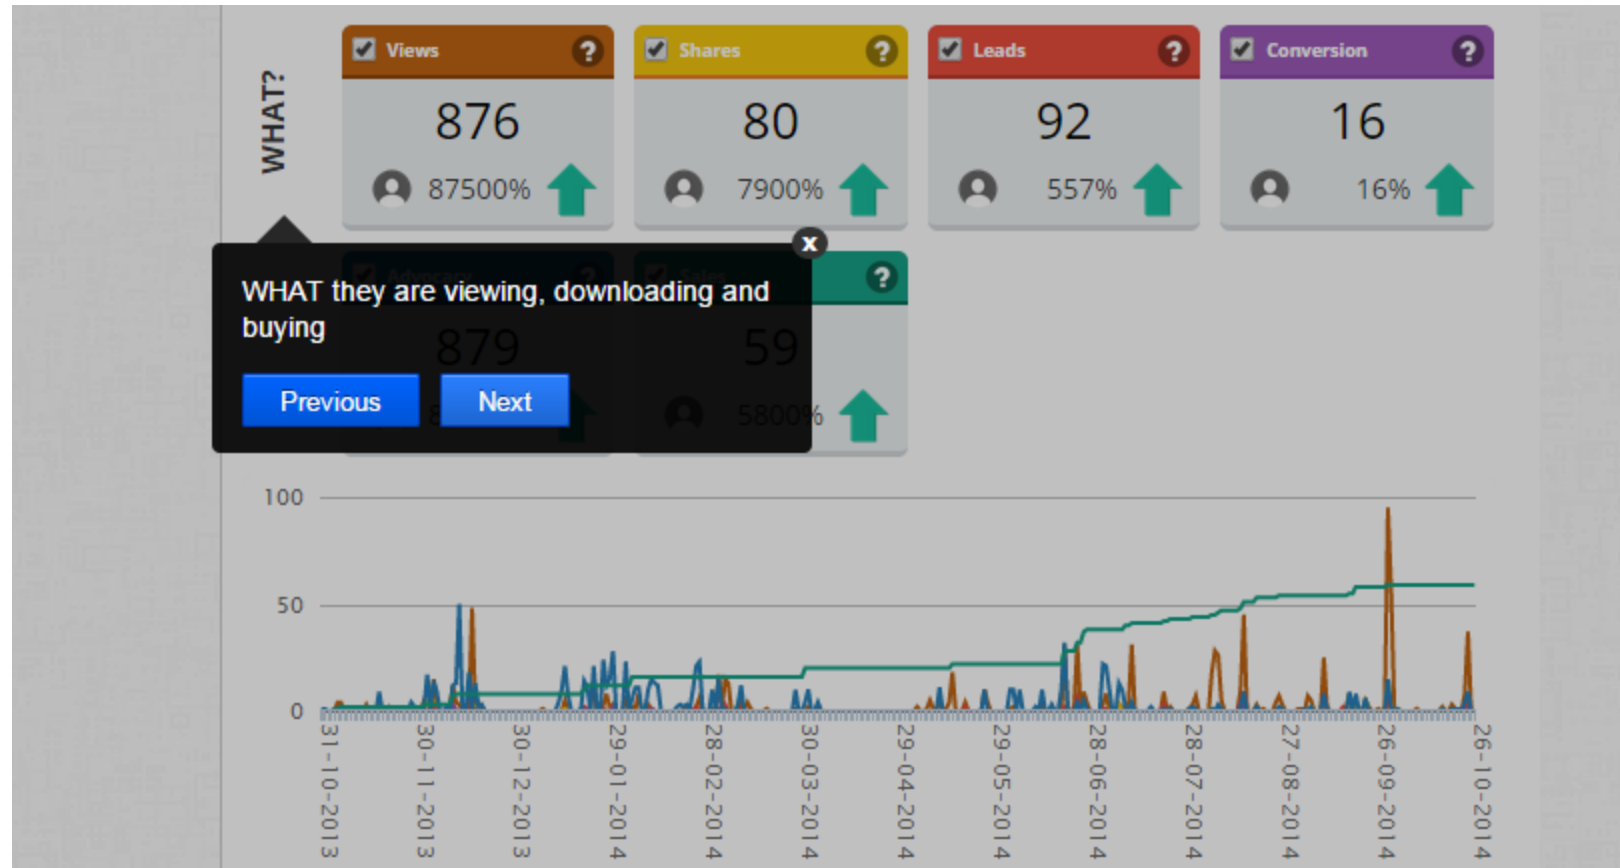 WHAT?
Views ?
876
87500%
Shares ?
80
7900%
Leads ?
92
557%
Conversion ?
16
16%
Advocacy ?
879
8
Sales ?
59
5800%
x
WHAT they are viewing, downloading and
buying
Previous
Next
100
50
0
31-10-2013
30-11-2013
30-12-2013
29-01-2014
28-02-2014
30-03-2014
29-04-2014
29-05-2014
28-06-2014
28-07-2014
27-08-2014
26-09-2014
26-10-2014